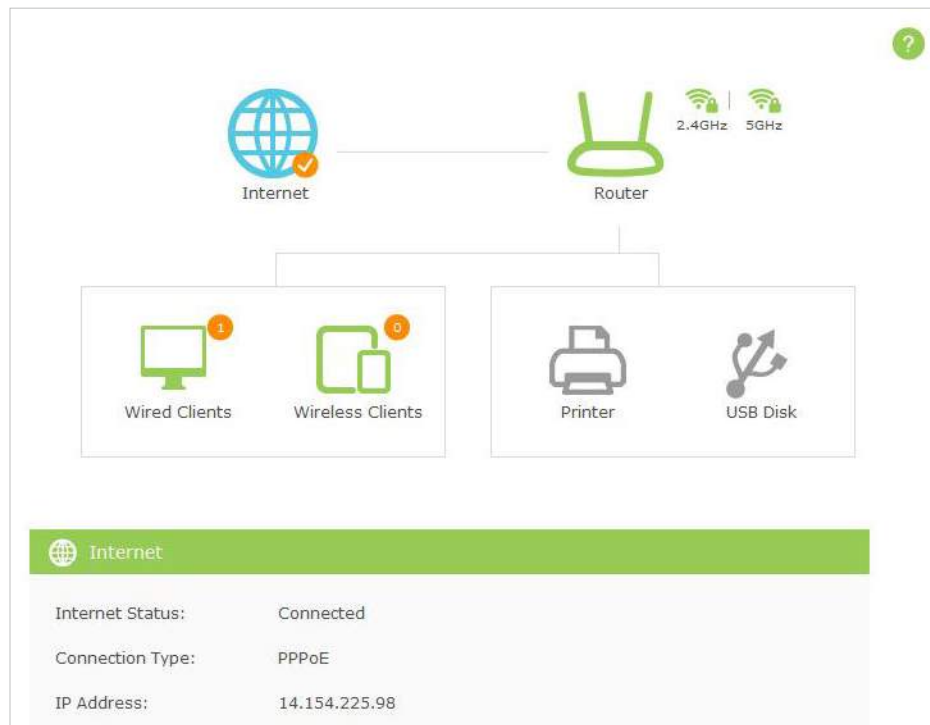 ?
2.4GHz | 5GHz
Internet
Router
1
0
Wired Clients
Wireless Clients
Printer
USB Disk
Internet
Internet Status: Connected
Connection Type: PPPoE
IP Address: 14.154.225.98